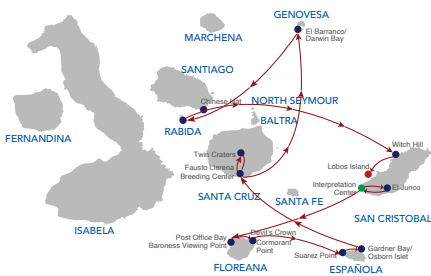 GENOVESA
El Barranco/
Darwin Bay
MARCHENA
SANTIAGO
Chinese Hat
NORTH SEYMOUR
BALTRA
RABIDA
FERNANDINA
Witch Hill
Twin Craters
Lobos Island
Fausto Llerena
Breeding Center
Interpretation
Center
El Junco
SANTA CRUZ
SANTA FE
SAN CRISTOBAL
ISABELA
Post Office Bay
Baroness Viewing Point
Devil's Crown
Cormorant
Point
Gardner Bay/
Osborn Islet
Suarez Point
FLOREANA
ESPAÑOLA